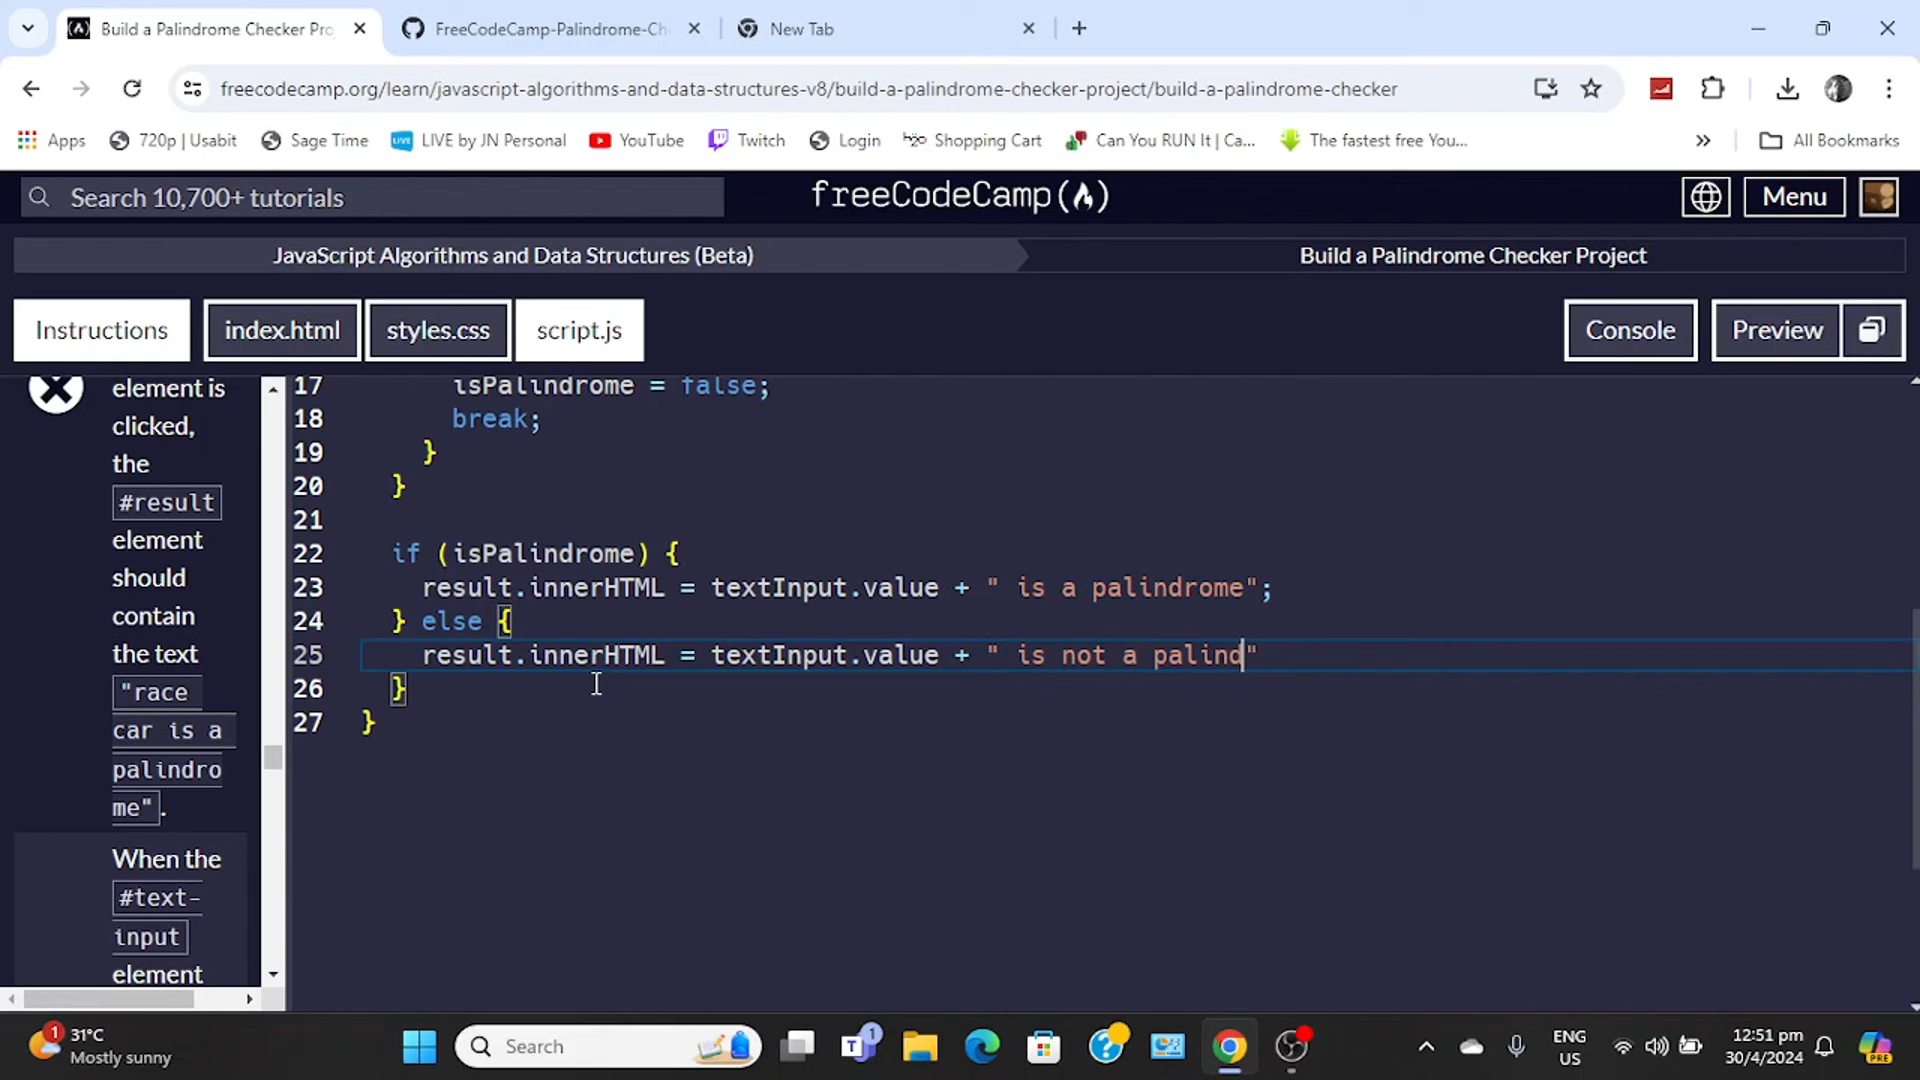 Build a Palindrome Checker Pro
FreeCodeCamp-Palindrome-Ch
New Tab
freecodecamp.org/learn/javascript-algorithms-and-data-structures-v8/build-a-palindrome-checker-project/build-a-palindrome-checker
Apps
720p | Usabit
Sage Time
LIVE
LIVE by JN Personal
YouTube
Twitch
Login
Shopping Cart
Can You RUN It | Ca...
The fastest free You...
All Bookmarks
Search 10,700+ tutorials
freeCodeCamp
Menu
JavaScript Algorithms and Data Structures (Beta)
Build a Palindrome Checker Project
Instructions
index.html
styles.css
script.js
Console
Preview
element is
clicked,
the
#result
element
should
contain
the text
"race
car is a
palindro
me".
When the
#text-
input
element
17 isPalindrome = false;
18 break;
19 }
20 }
21
22 if (isPalindrome) {
23 result.innerHTML = textInput.value + " is a palindrome";
24 } else {
25 result.innerHTML = textInput.value + " is not a palind"
26 }
27 }
1
31°C
Mostly sunny
Search
1
ENG
US
12:51 pm
30/4/2024
PRE